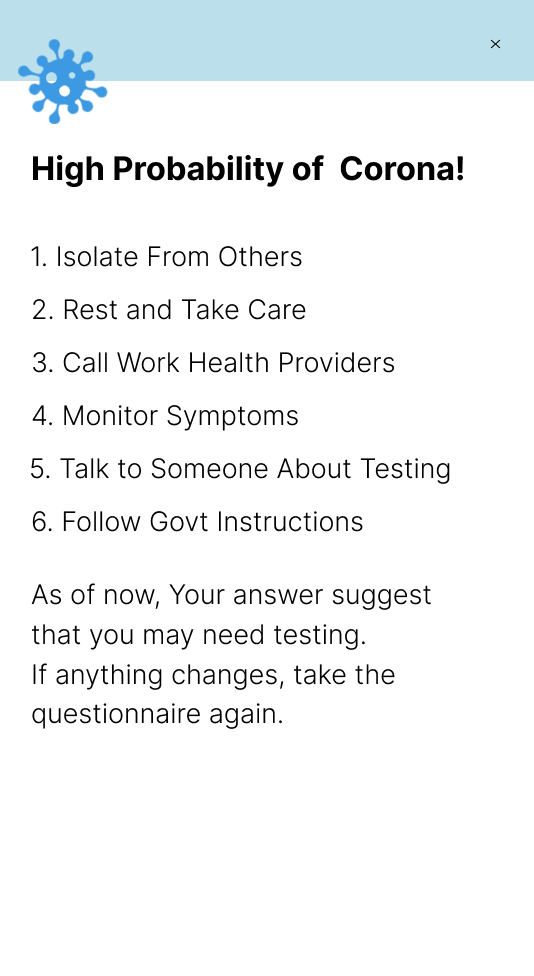 High Probability of  Corona!
1. Isolate From Others
2. Rest and Take Care
3. Call Work Health Providers
4. Monitor Symptoms
5. Talk to Someone About Testing
6. Follow Govt Instructions
As of now, Your answer suggest
that you may need testing.
If anything changes, take the
questionnaire again.